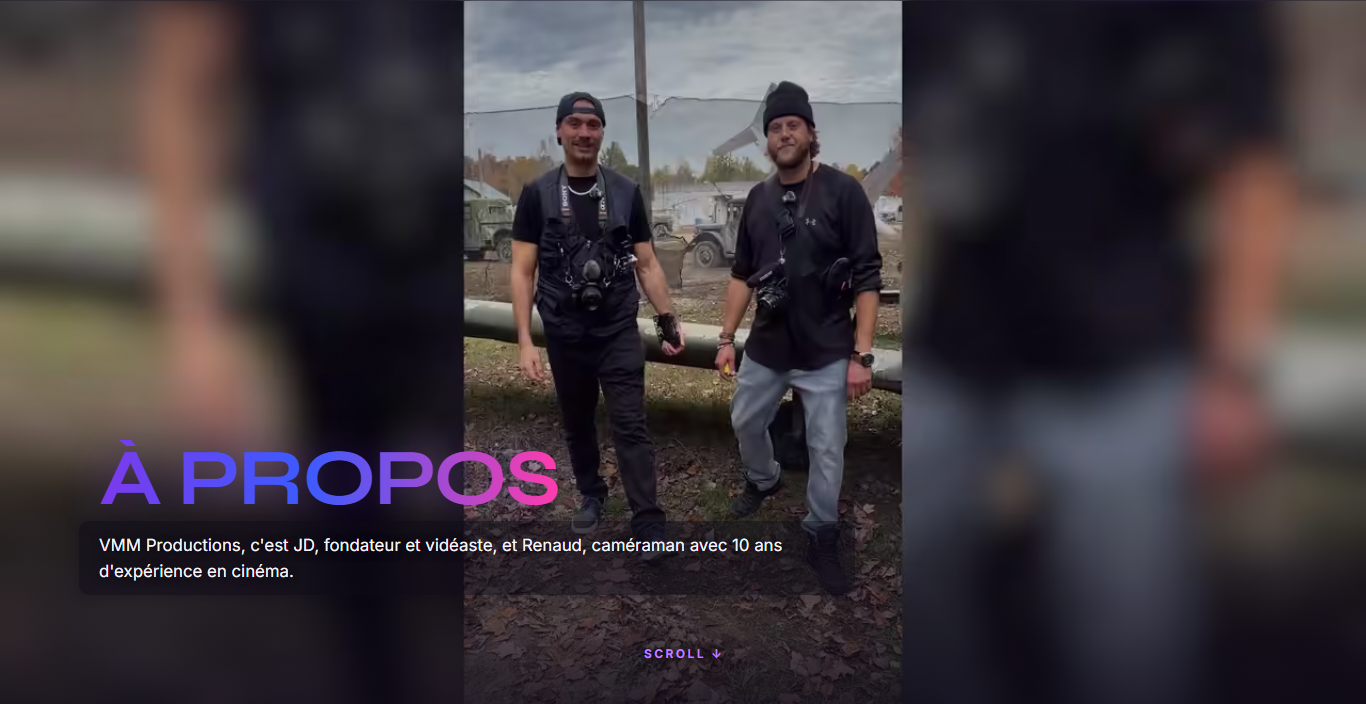 À PROPOS
VMM Productions, c'est JD, fondateur et vidéaste, et Renaud, caméraman avec 10 ans
d'expérience en cinéma.
SCROLL ↓